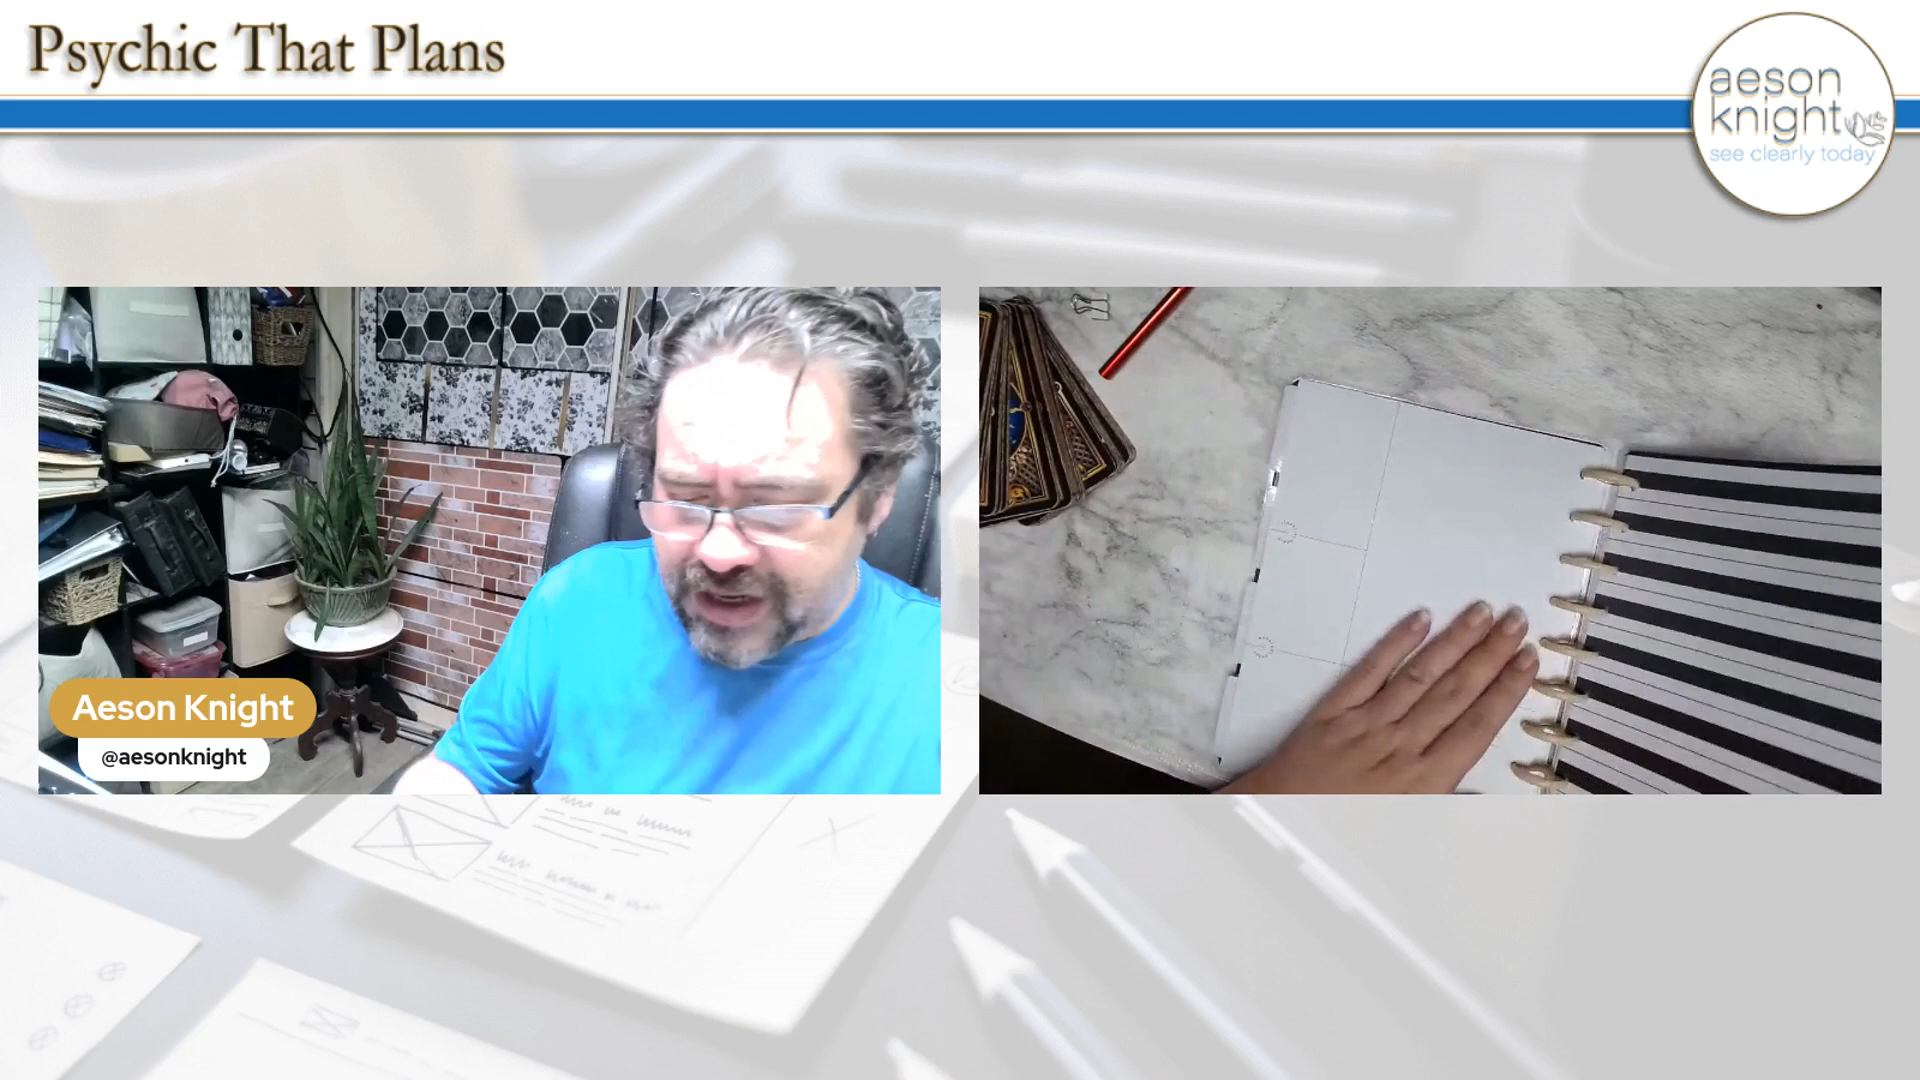 Psychic That Plans
aeson
knight
see clearly today
Aeson Knight
@aesonknight